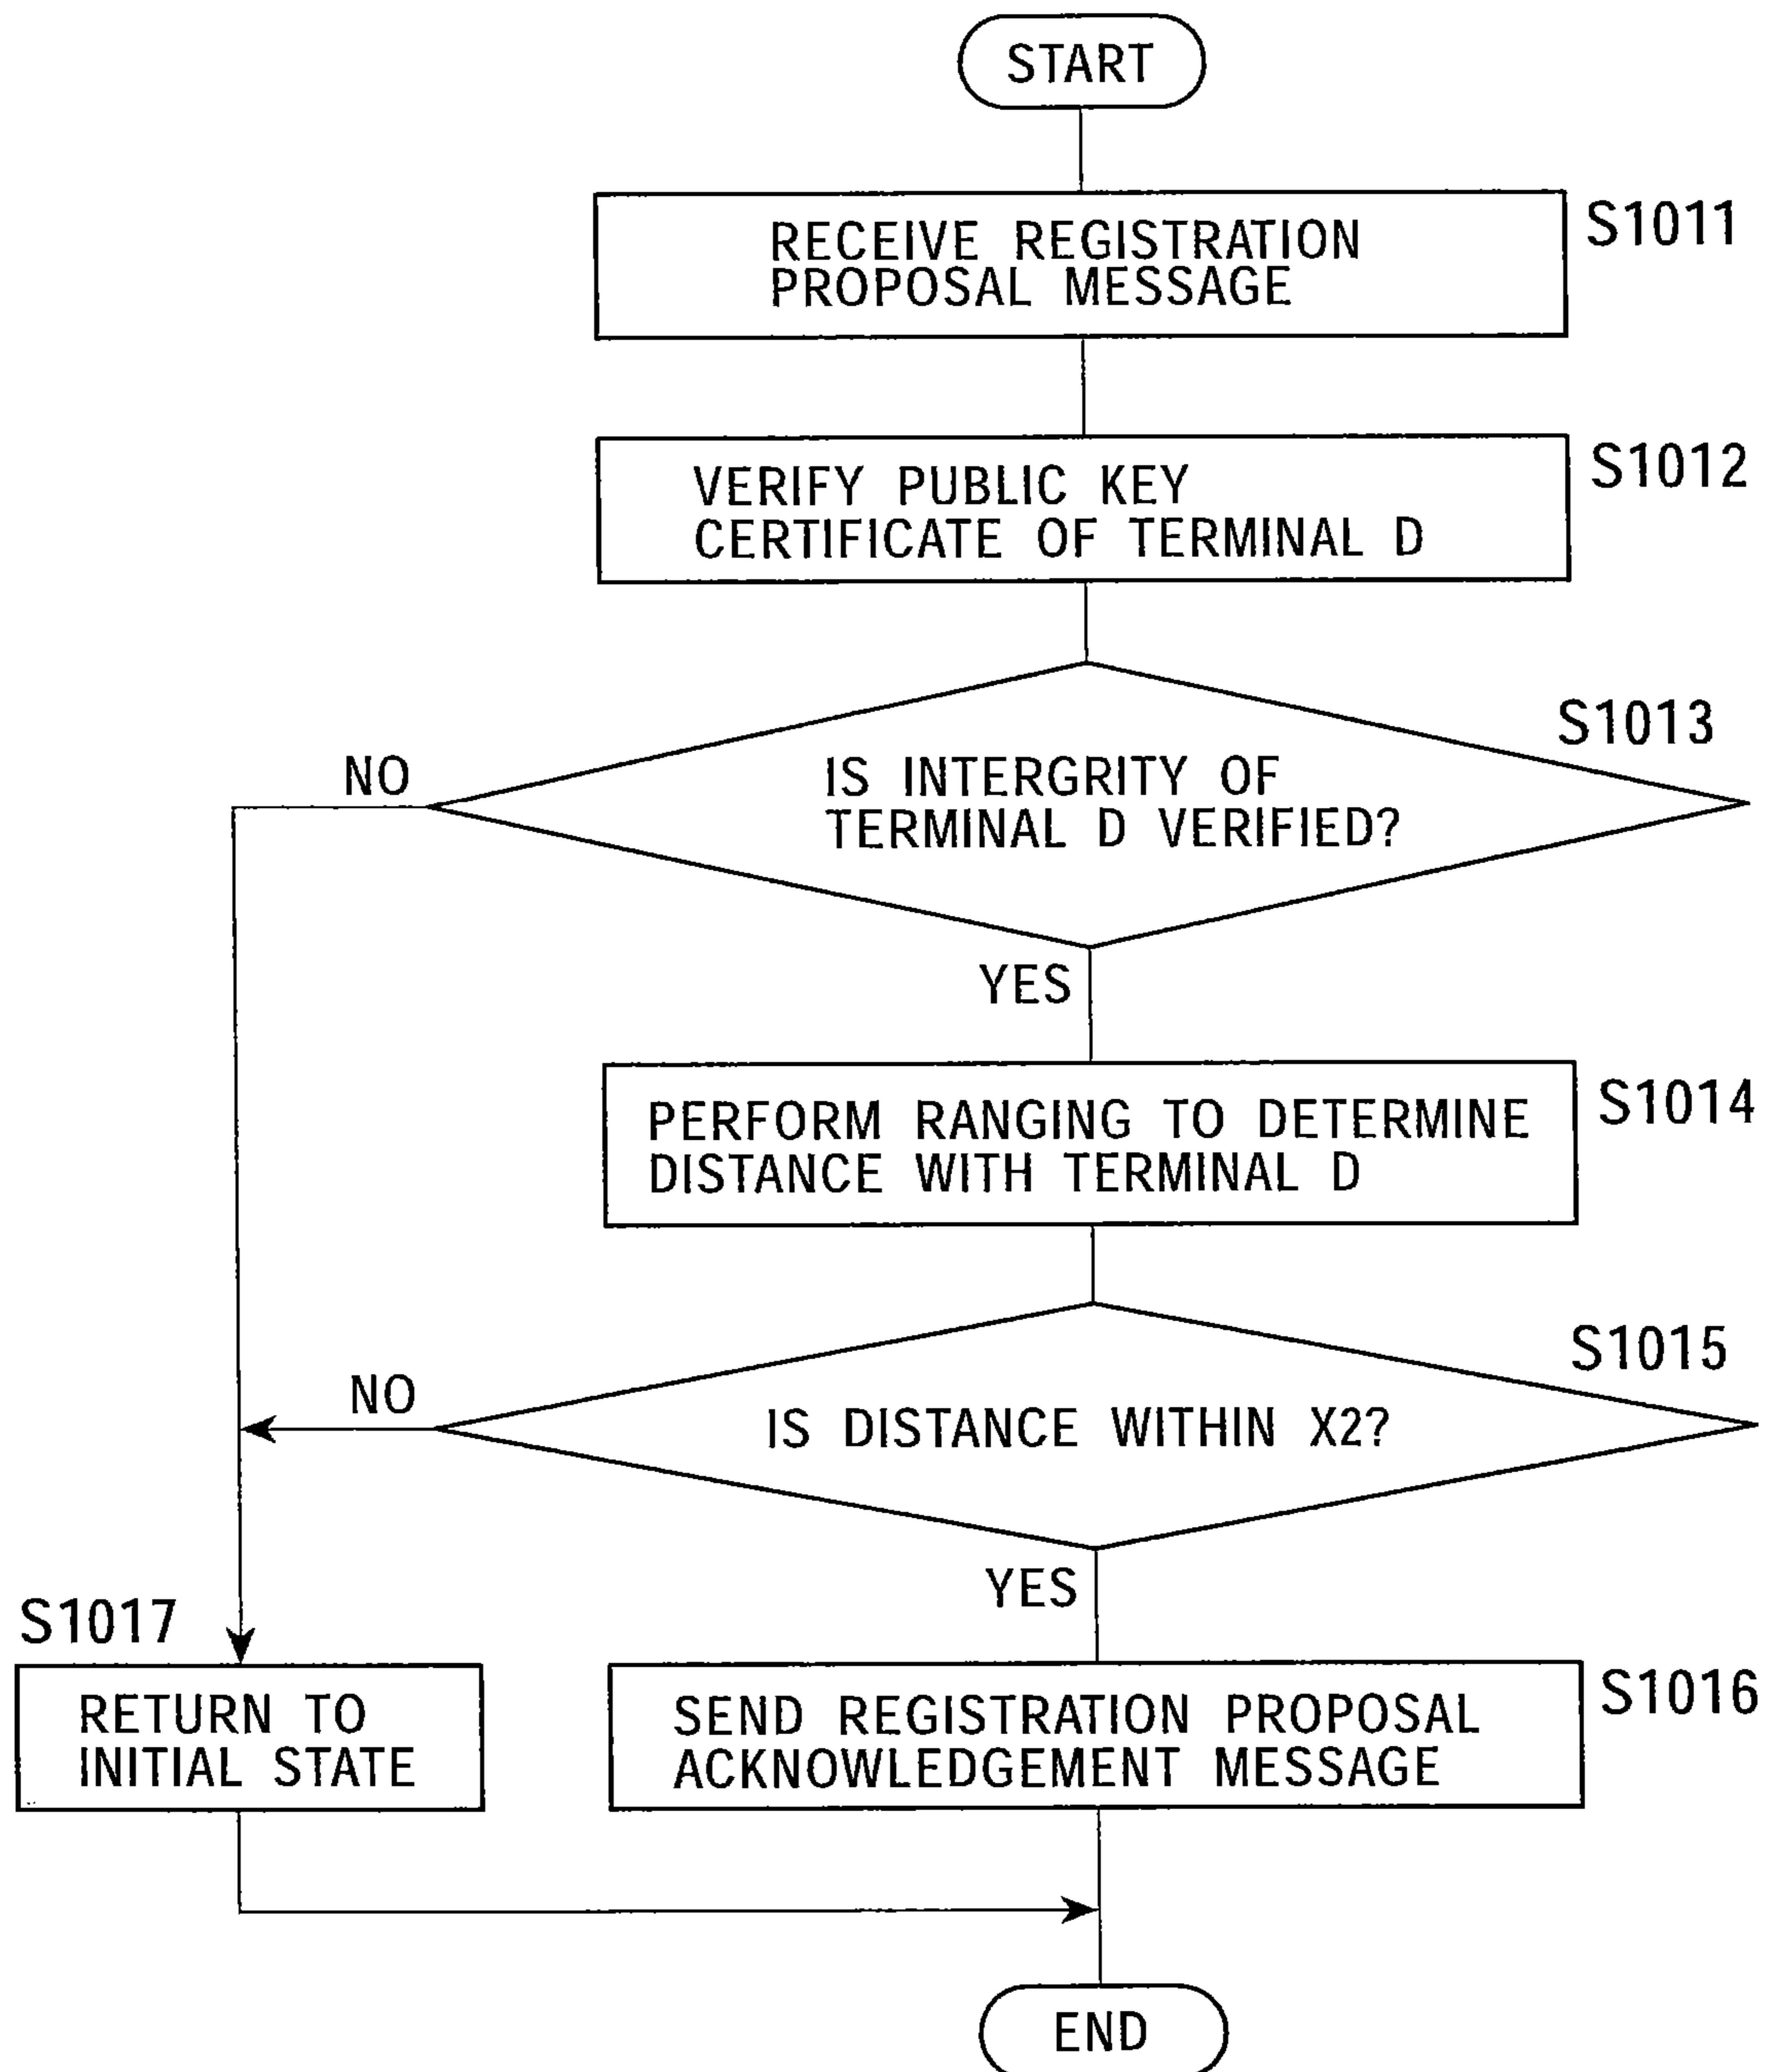 START
RECEIVE REGISTRATION
PROPOSAL MESSAGE
S1011
VERIFY PUBLIC KEY
CERTIFICATE OF TERMINAL D
S1012
IS INTERGRITY OF
TERMINAL D VERIFIED?
S1013
NO
YES
PERFORM RANGING TO DETERMINE
DISTANCE WITH TERMINAL D
S1014
IS DISTANCE WITHIN X2?
S1015
NO
YES
S1017
RETURN TO
INITIAL STATE
SEND REGISTRATION PROPOSAL
ACKNOWLEDGEMENT MESSAGE
S1016
END